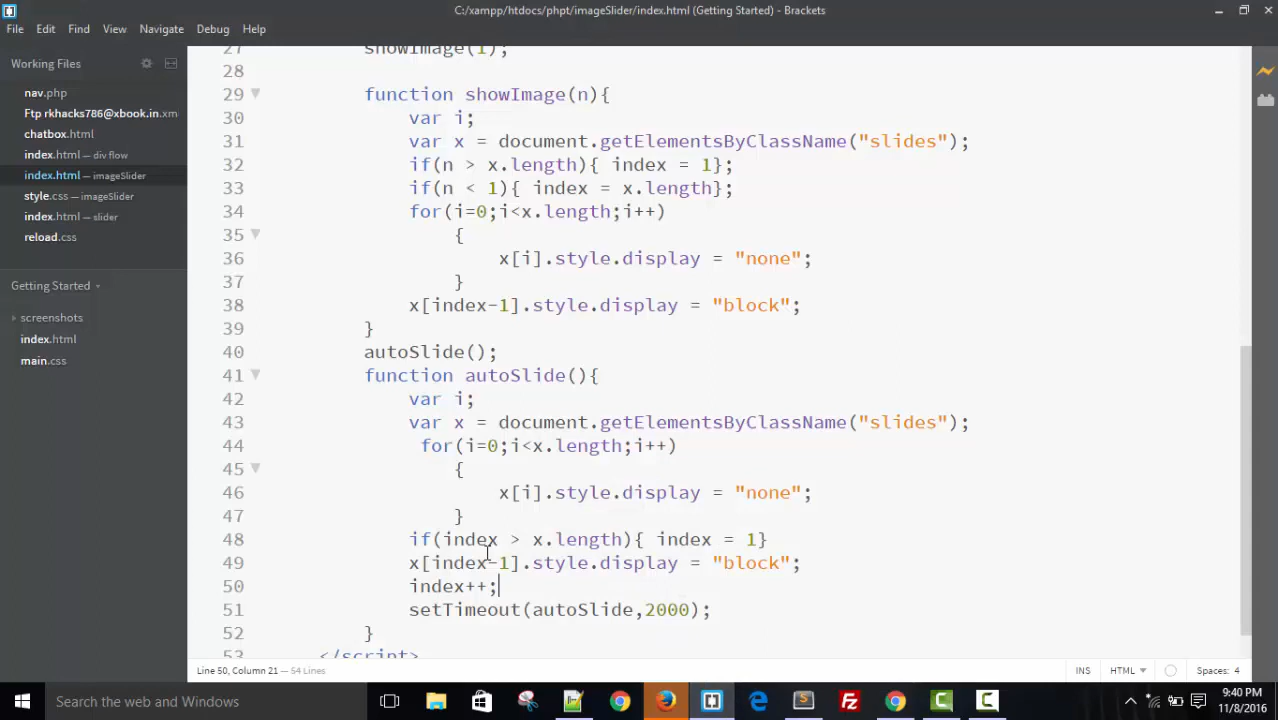 C:/xampp/htdocs/phpt/imageSlider/index.html (Getting Started) - Brackets
File Edit Find View Navigate Debug Help
Working Files
nav.php
Ftp rkhacks786@xbook.in.xm
chatbox.html
index.html — div flow
index.html — imageSlider
style.css — imageSlider
index.html — slider
reload.css
Getting Started
screenshots
index.html
main.css
27 showImage(1);
28
29 function showImage(n){
30 var i;
31 var x = document.getElementsByClassName("slides");
32 if(n > x.length){ index = 1};
33 if(n < 1){ index = x.length};
34 for(i=0;i<x.length;i++)
35 {
36 x[i].style.display = "none";
37 }
38 x[index-1].style.display = "block";
39 }
40 autoSlide();
41 function autoSlide(){
42 var i;
43 var x = document.getElementsByClassName("slides");
44 for(i=0;i<x.length;i++)
45 {
46 x[i].style.display = "none";
47 }
48 if(index > x.length){ index = 1}
49 x[index-1].style.display = "block";
50 index++;
51 setTimeout(autoSlide,2000);
52 }
53 </script>
Line 50, Column 21 — 54 Lines
INS HTML Spaces: 4
Search the web and Windows
9:40 PM
11/8/2016